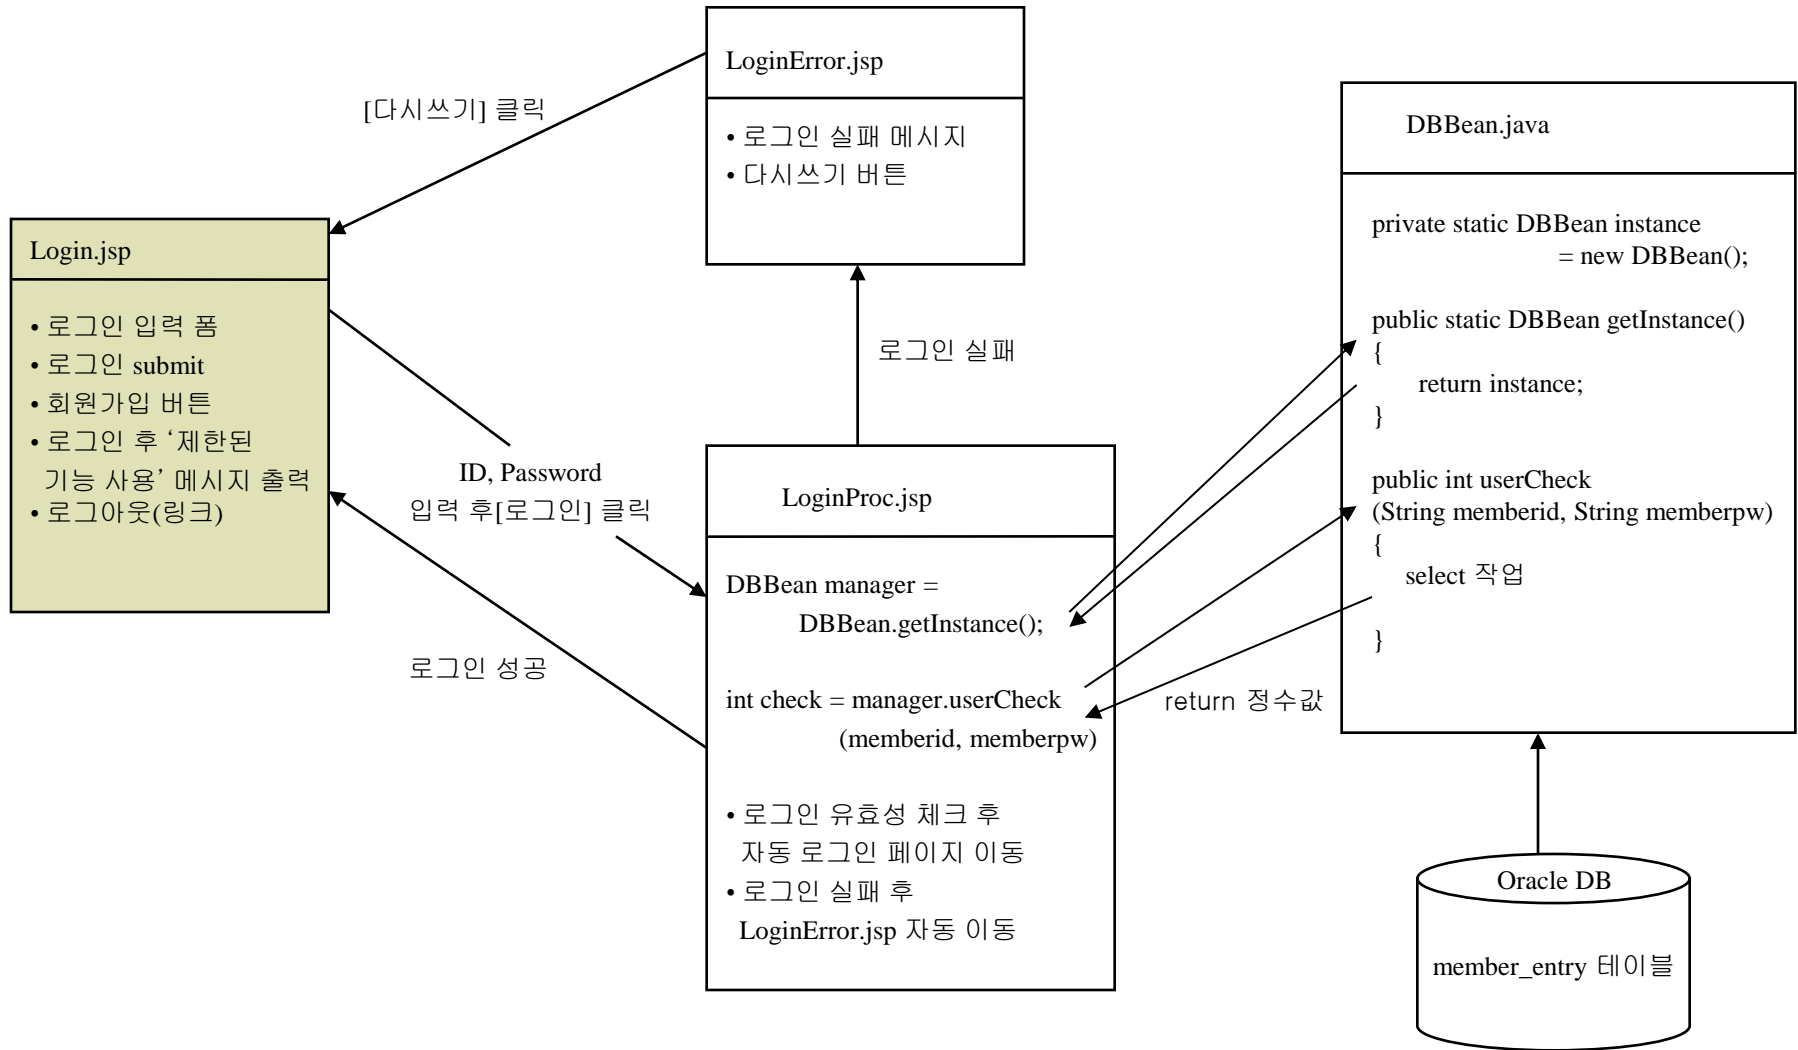 LoginError.jsp
• 로그인 실패 메시지
• 다시쓰기 버튼
[다시쓰기] 클릭
Login.jsp
• 로그인 입력 폼
• 로그인 submit
• 회원가입 버튼
• 로그인 후 ‘제한된
기능 사용’ 메시지 출력
• 로그아웃(링크)
ID, Password
입력 후[로그인] 클릭
로그인 실패
로그인 성공
LoginProc.jsp
DBBean manager =
DBBean.getInstance();
int check = manager.userCheck
(memberid, memberpw)
• 로그인 유효성 체크 후
자동 로그인 페이지 이동
• 로그인 실패 후
LoginError.jsp 자동 이동
return 정수값
DBBean.java
private static DBBean instance
= new DBBean();
public static DBBean getInstance()
{
return instance;
}
public int userCheck
(String memberid, String memberpw)
{
select 작업
}
Oracle DB
member_entry 테이블